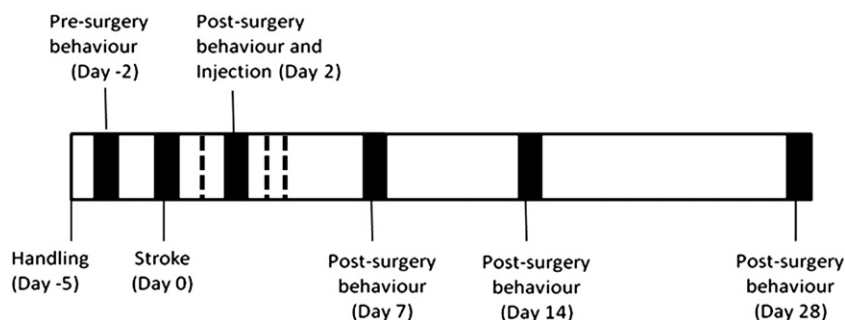 Pre-surgery
behaviour
(Day -2)
Post-surgery
behaviour and
Injection (Day 2)
Handling
(Day -5)
Stroke
(Day 0)
Post-surgery
behaviour
(Day 7)
Post-surgery
behaviour
(Day 14)
Post-surgery
behaviour
(Day 28)